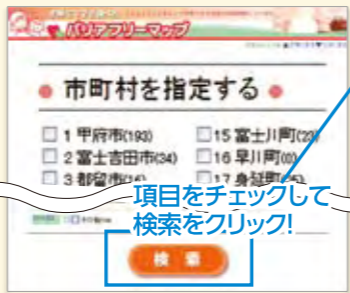 バリアフリーマップ
● 市町村を指定する ●
1 甲府市(193) 15 富士川町(23)
2 富士吉田市(34) 16 早川町(0)
3 都留市 17 身延町
項目をチェックして
検索をクリック!
検 索